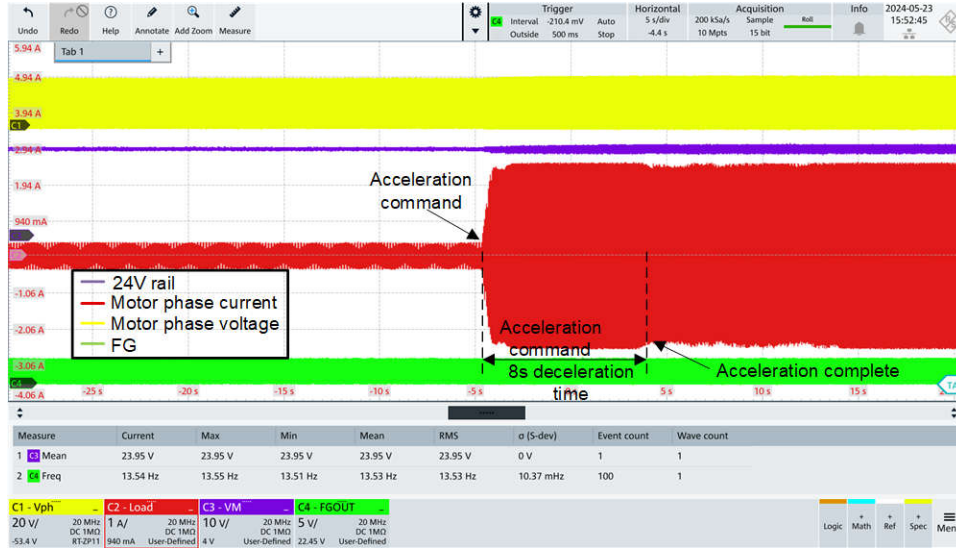 Trigger Horizontal Acquisition Info 2024-05-23
15:52:45
C4 Interval -210.4 mV Auto 5 s/div 200 kSa/s Sample Roll
Outside 500 ms Stop -4.4 s 10 Mpts 15 bit
Undo Redo Help Annotate Add Zoom Measure
Tab 1 +
5.94 A
4.94 A
3.94 A
C1
2.94 A
1.94 A
Acceleration
command
940 mA
-1.06 A
-2.06 A
-3.06 A
-4.06 A
24V rail
Motor phase current
Motor phase voltage
FG
Acceleration
command
8s deceleration
time
Acceleration complete
C4
-25 s -20 s -15 s -10 s -5 s 5 s 10 s 15 s
TA
Measure Current Max Min Mean RMS σ (S-dev) Event count Wave count
1 C3 Mean 23.95 V 23.95 V 23.95 V 23.95 V 23.95 V 0 V 1 1
2 C4 Freq 13.54 Hz 13.55 Hz 13.51 Hz 13.53 Hz 13.53 Hz 10.37 mHz 100 1
C1 - Vph C2 - Load C3 - VM C4 - FGOUT
20 V/ 20 MHz 1 A/ 20 MHz 10 V/ 20 MHz 5 V/ 20 MHz
DC 1MΩ DC 1MΩ DC 1MΩ DC 1MΩ
-53.4 V RT-ZP11 940 mA User-Defined 4 V User-Defined 22.45 V User-Defined
Logic + Math + Ref + Spec Men